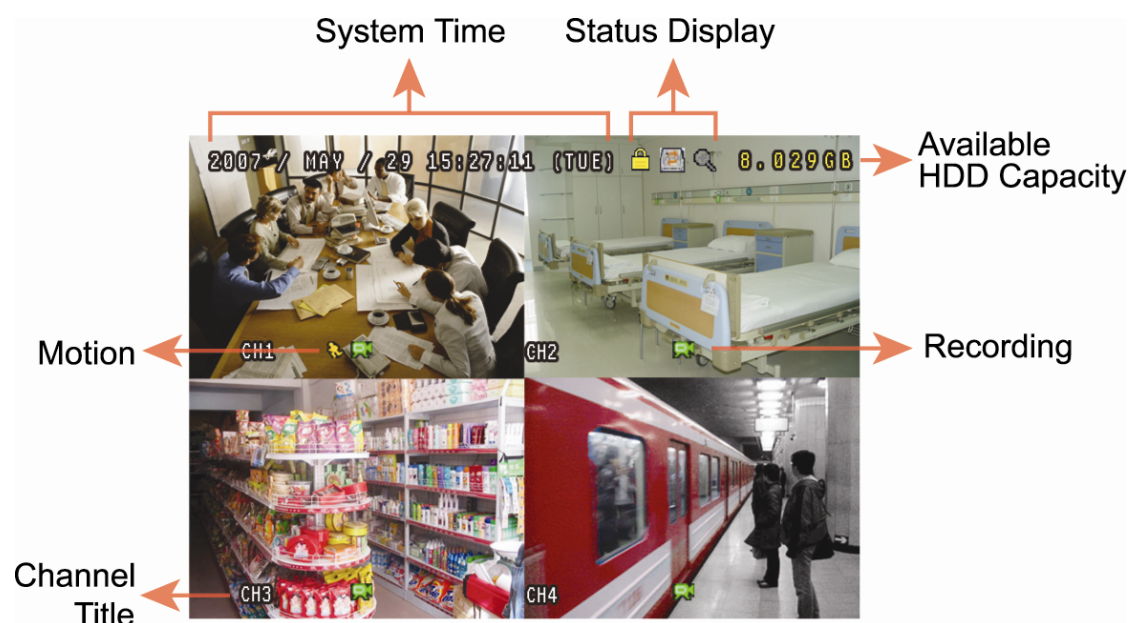 System Time
Status Display
2007 / MAY / 29 15:27:11 (TUE)
8.029GB
Available
HDD Capacity
Motion
CH1
CH2
Recording
Channel
Title
CH3
CH4